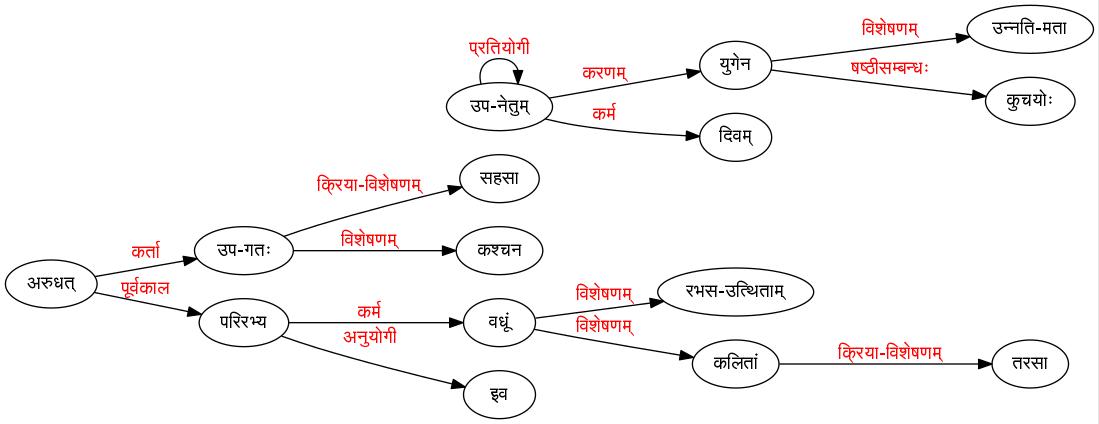 विशेषणम्
उन्नति-मता
प्रतियोगी
युगेन
षष्ठीसम्बन्धः
करणम्
कुचयोः
उप-नेतुम्
कर्म
दिवम्
सहसा
क्रिया-विशेषणम्
कर्ता
उप-गतः
विशेषणम्
कश्चन
अरुधत्
पूर्वकाल
विशेषणम्
रभस-उत्थिताम्
परिरभ्य
कर्म
वधूं
विशेषणम्
अनुयोगी
कलितां
क्रिया-विशेषणम्
तरसा
इव